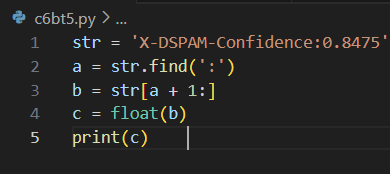 c6bt5.py > ...
1 str = 'X-DSPAM-Confidence:0.8475'
2 a = str.find(':')
3 b = str[a + 1:]
4 c = float(b)
5 print(c)